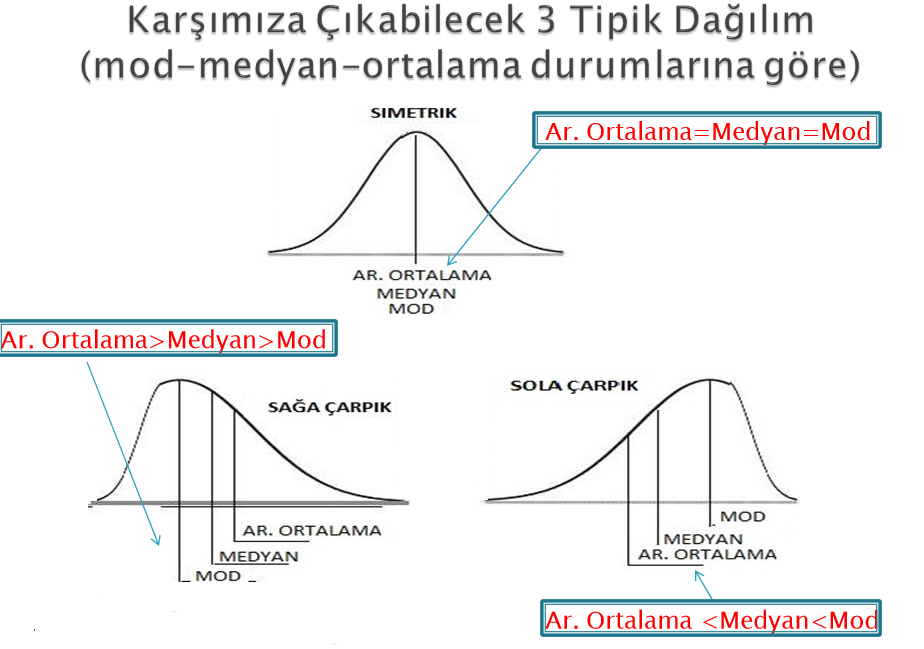 Karşımıza Çıkabilecek 3 Tipik Dağılım
(mod-medyan-ortalama durumlarına göre)
SIMETRIK
Ar. Ortalama=Medyan=Mod
AR. ORTALAMA
MEDYAN
MOD
Ar. Ortalama>Medyan>Mod
SAĞA ÇARPIK
AR. ORTALAMA
MEDYAN
MOD
SOLA ÇARPIK
MOD
MEDYAN
AR. ORTALAMA
Ar. Ortalama <Medyan<Mod